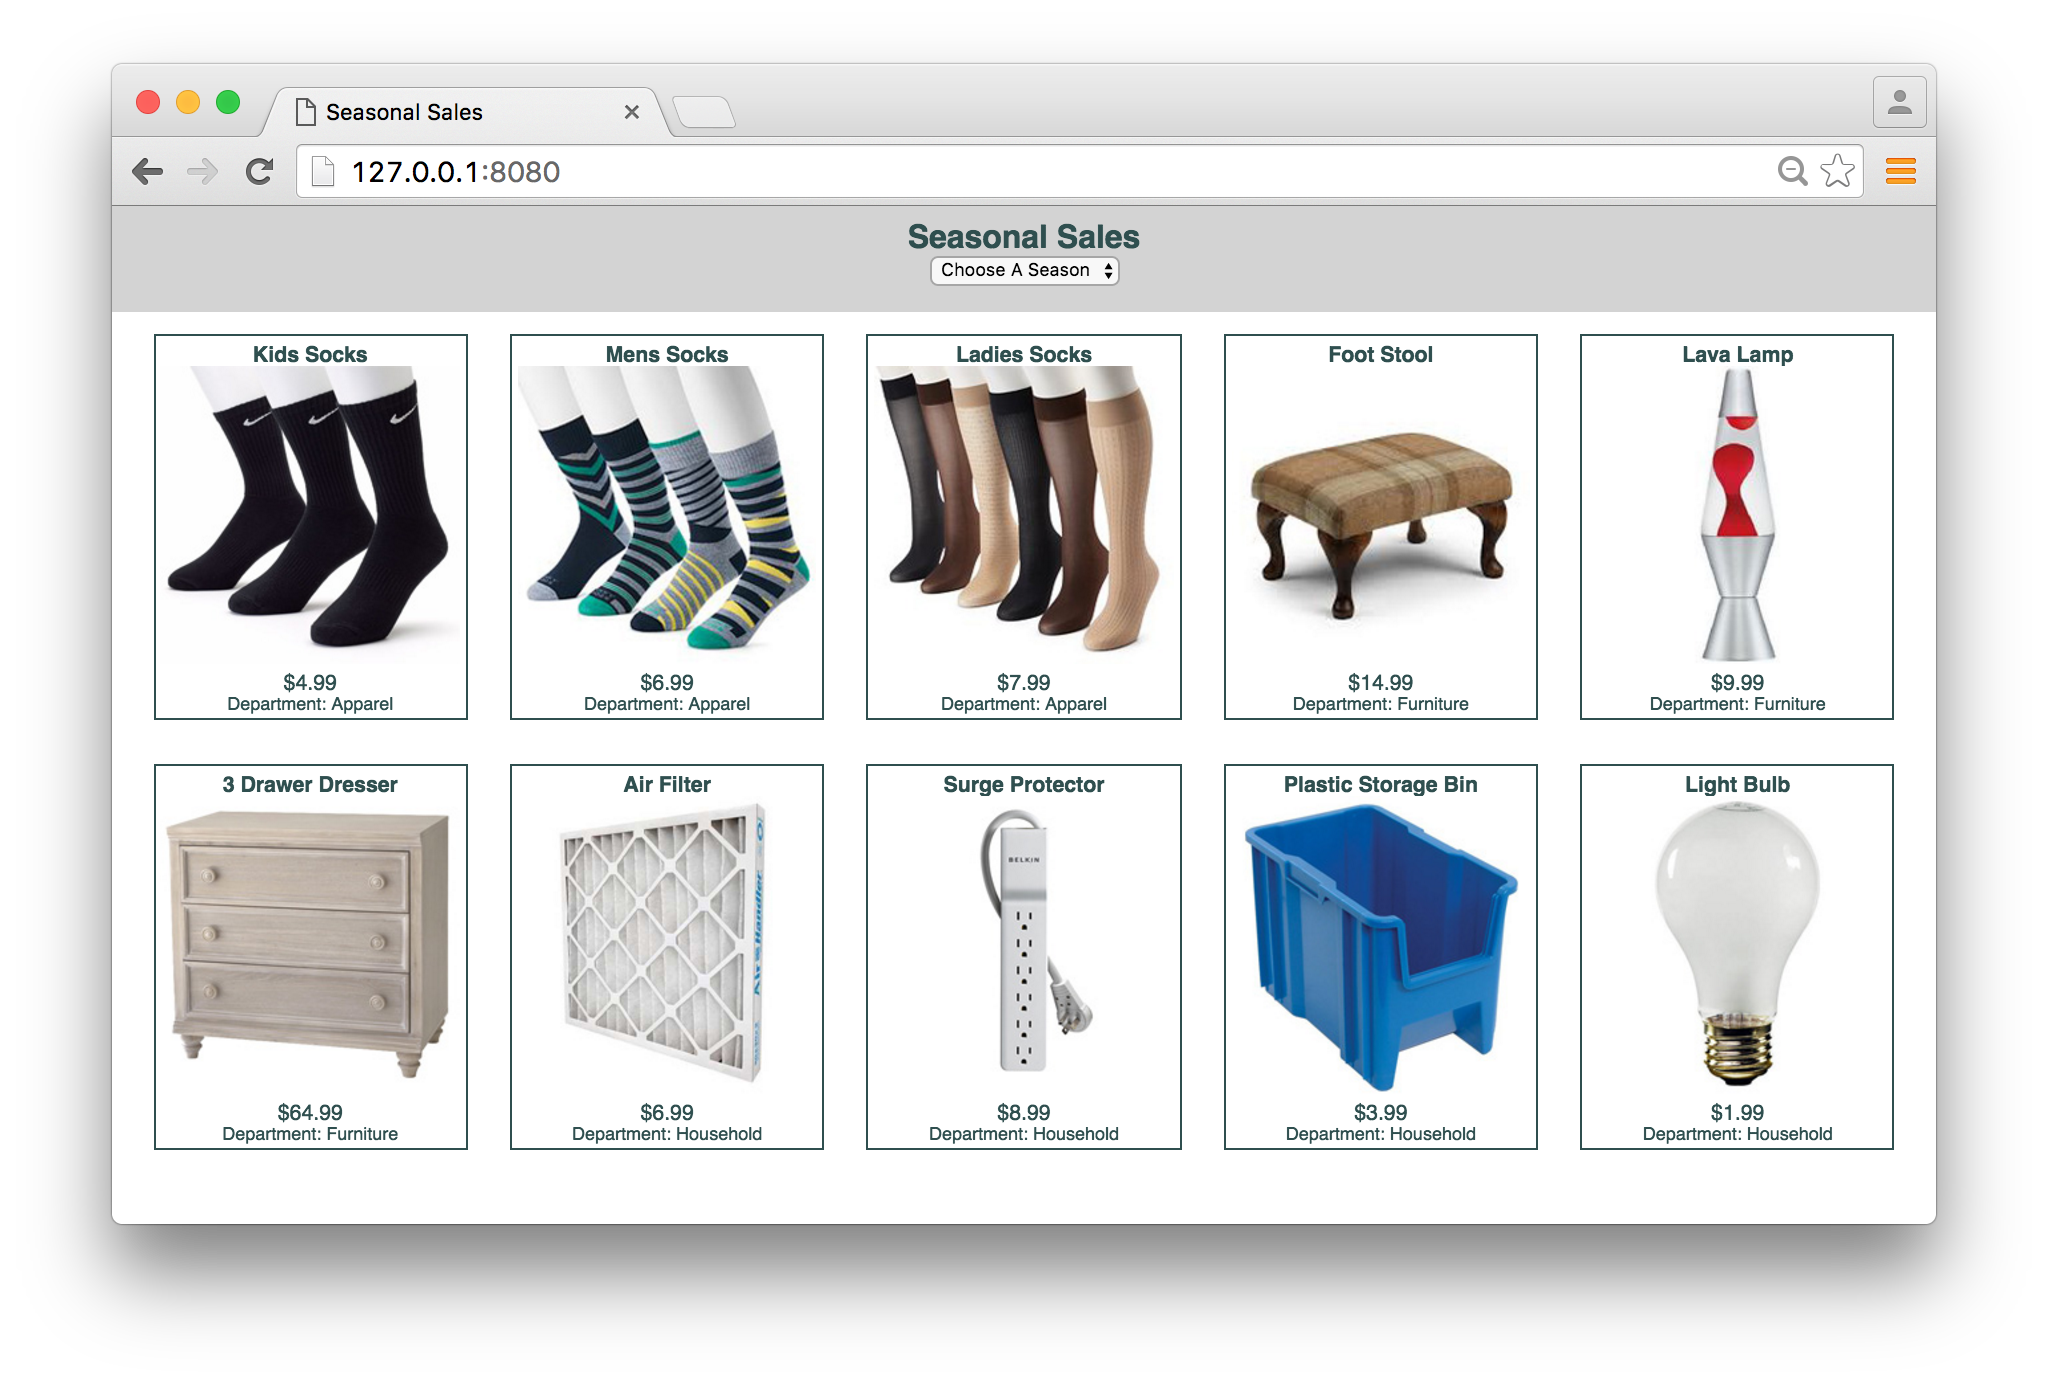 Seasonal Sales
127.0.0.1:8080
Seasonal Sales
Choose A Season
Kids Socks
$4.99
Department: Apparel
Mens Socks
$6.99
Department: Apparel
Ladies Socks
$7.99
Department: Apparel
Foot Stool
$14.99
Department: Furniture
Lava Lamp
$9.99
Department: Furniture
3 Drawer Dresser
$64.99
Department: Furniture
Air Filter
$6.99
Department: Household
Surge Protector
BELKIN
$8.99
Department: Household
Plastic Storage Bin
$3.99
Department: Household
Light Bulb
$1.99
Department: Household